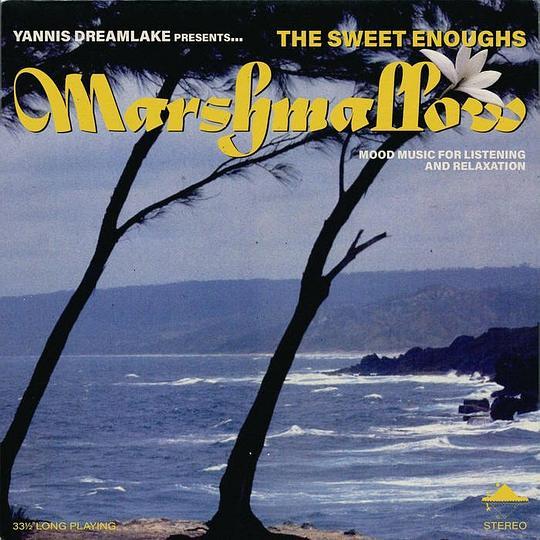 YANNIS DREAMLAKE PRESENTS...
THE SWEET ENOUGHS
Marshmallow
MOOD MUSIC FOR LISTENING
AND RELAXATION
33⅓ LONG PLAYING
STEREO